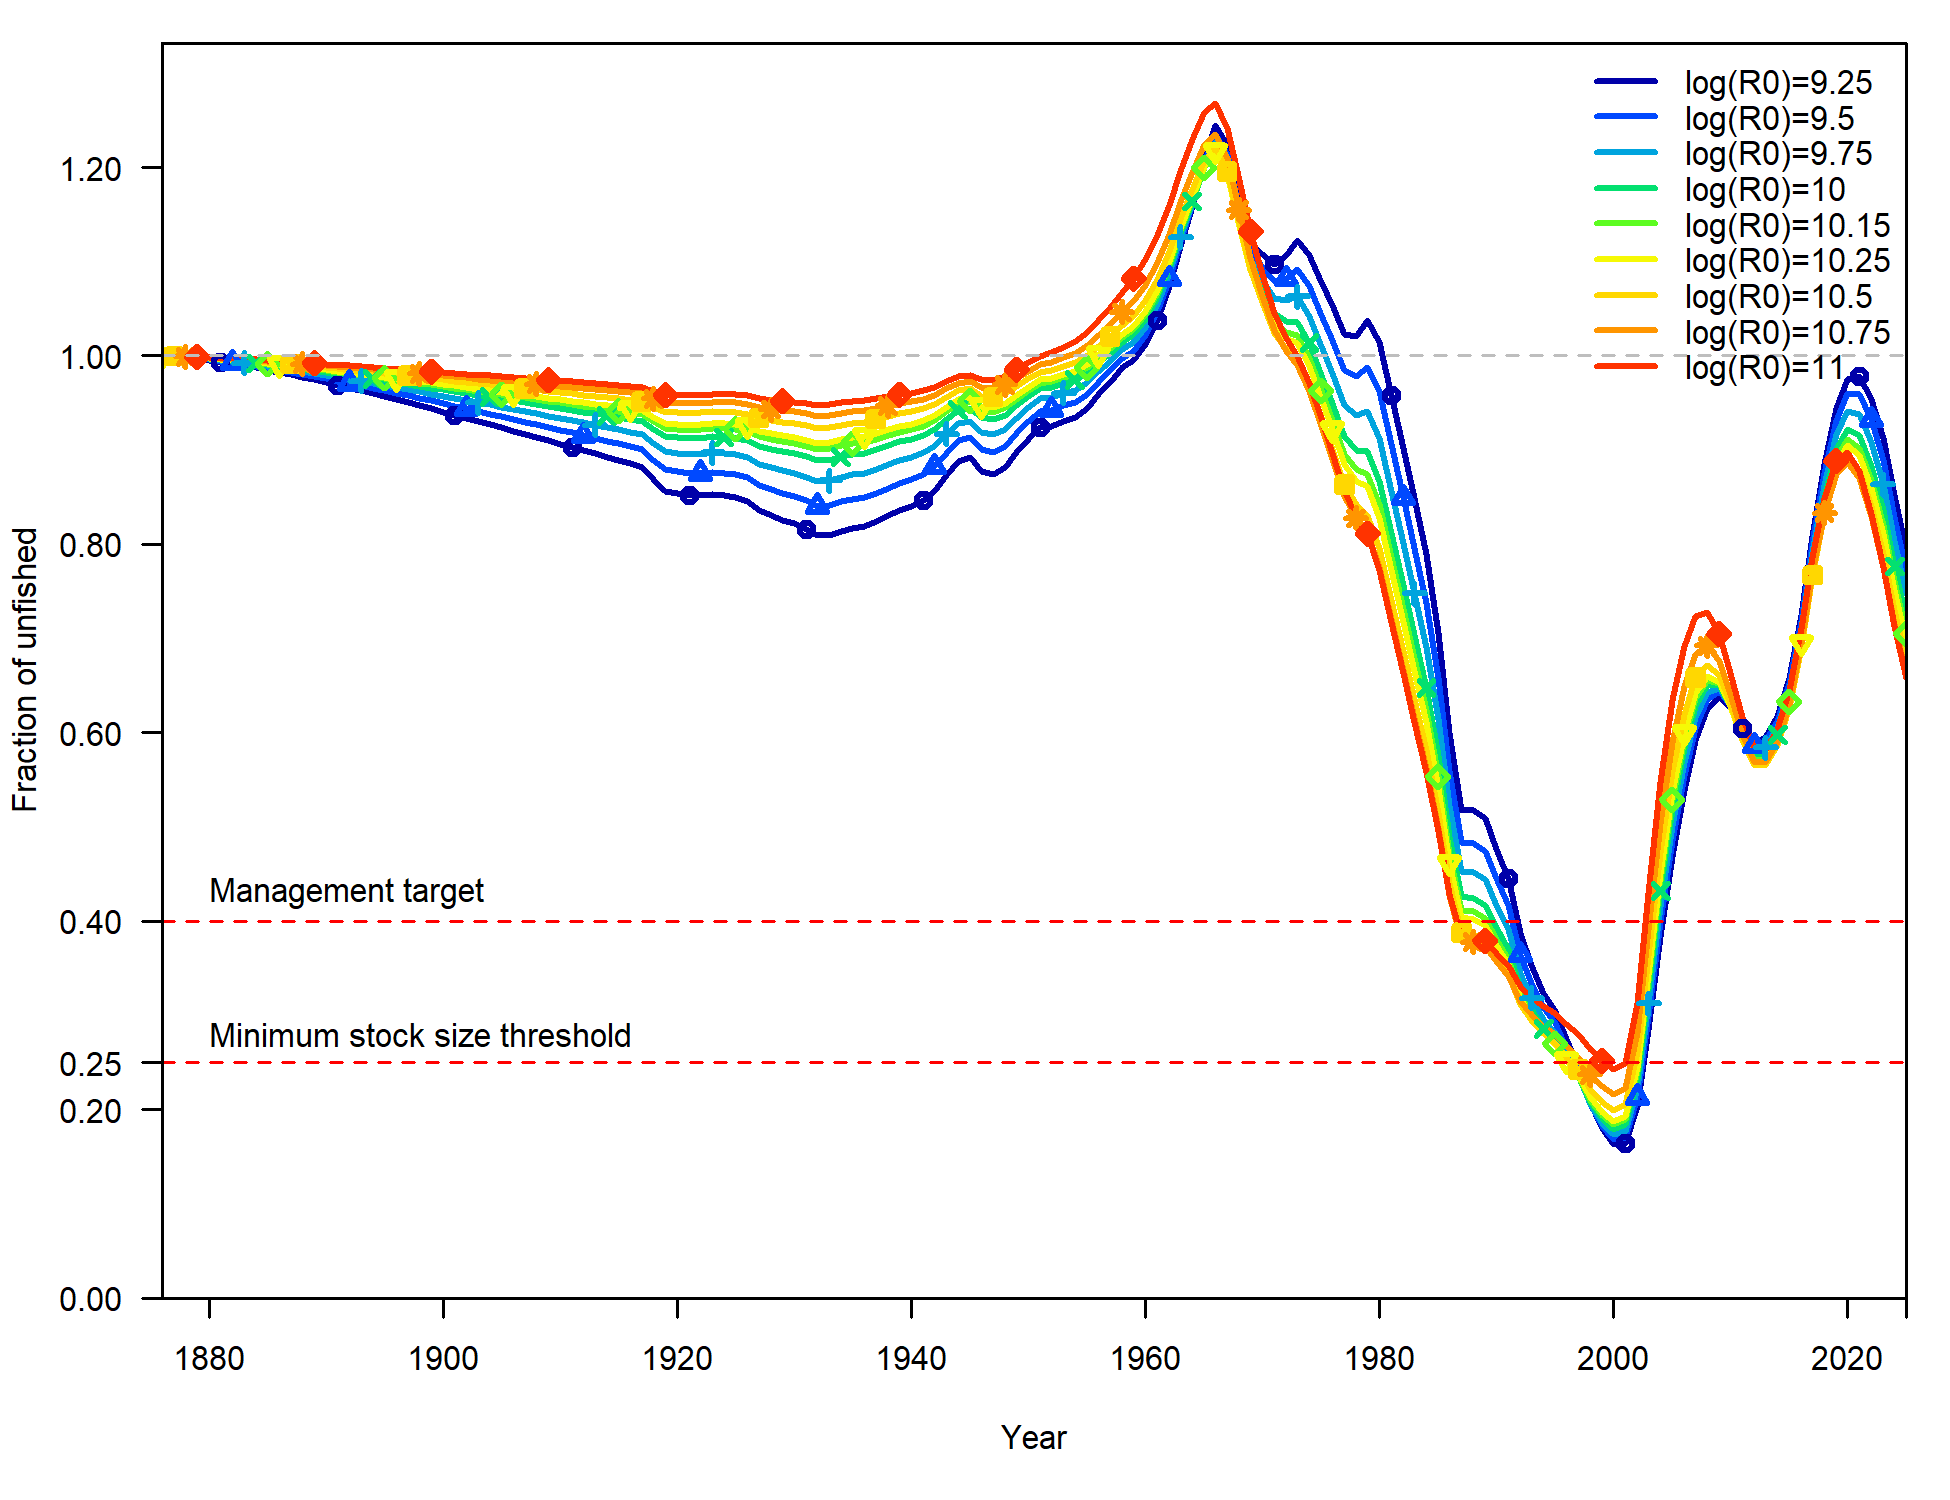 log(R0)=9.25
log(R0)=9.5
log(R0)=9.75
log(R0)=10
log(R0)=10.15
log(R0)=10.25
log(R0)=10.5
log(R0)=10.75
log(R0)=11
1.20
1.00
0.80
0.60
0.40
0.25
0.20
0.00
Fraction of unfished
Management target
Minimum stock size threshold
1880 1900 1920 1940 1960 1980 2000 2020
Year